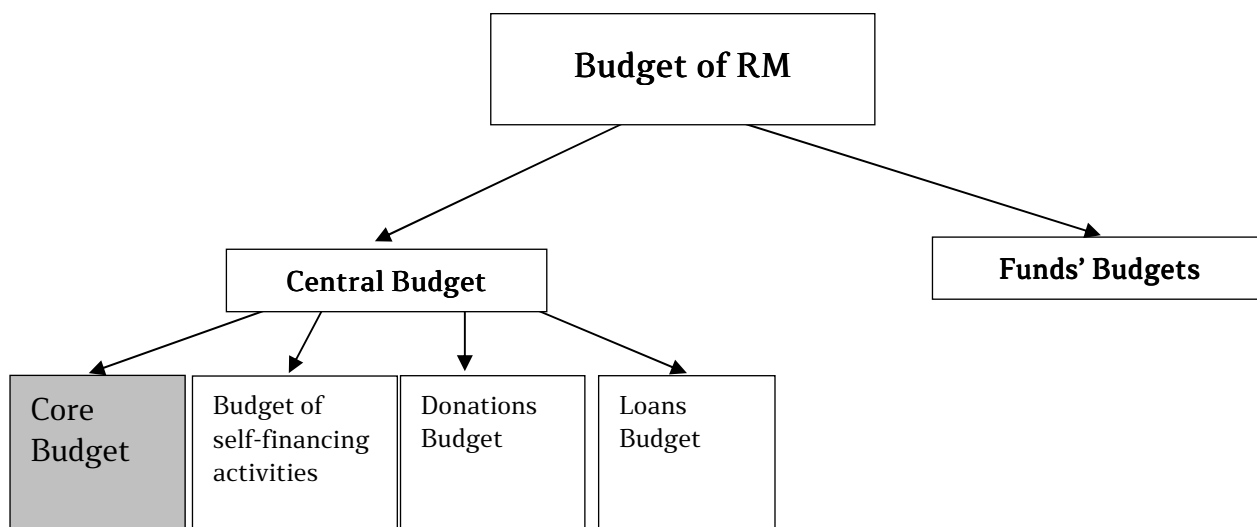 Budget of RM
Central Budget
Funds’ Budgets
Core
Budget
Budget of
self-financing
activities
Donations
Budget
Loans
Budget